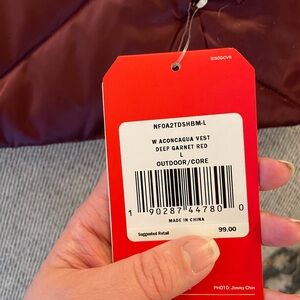 NF0A2TDSHBM-L
W ACONCAGUA VEST
DEEP GARNET RED
L
OUTDOOR/CORE
1 90287 44780 0
MADE IN CHINA
Suggested Retail 99.00
PHOTO: Jimmy Chin